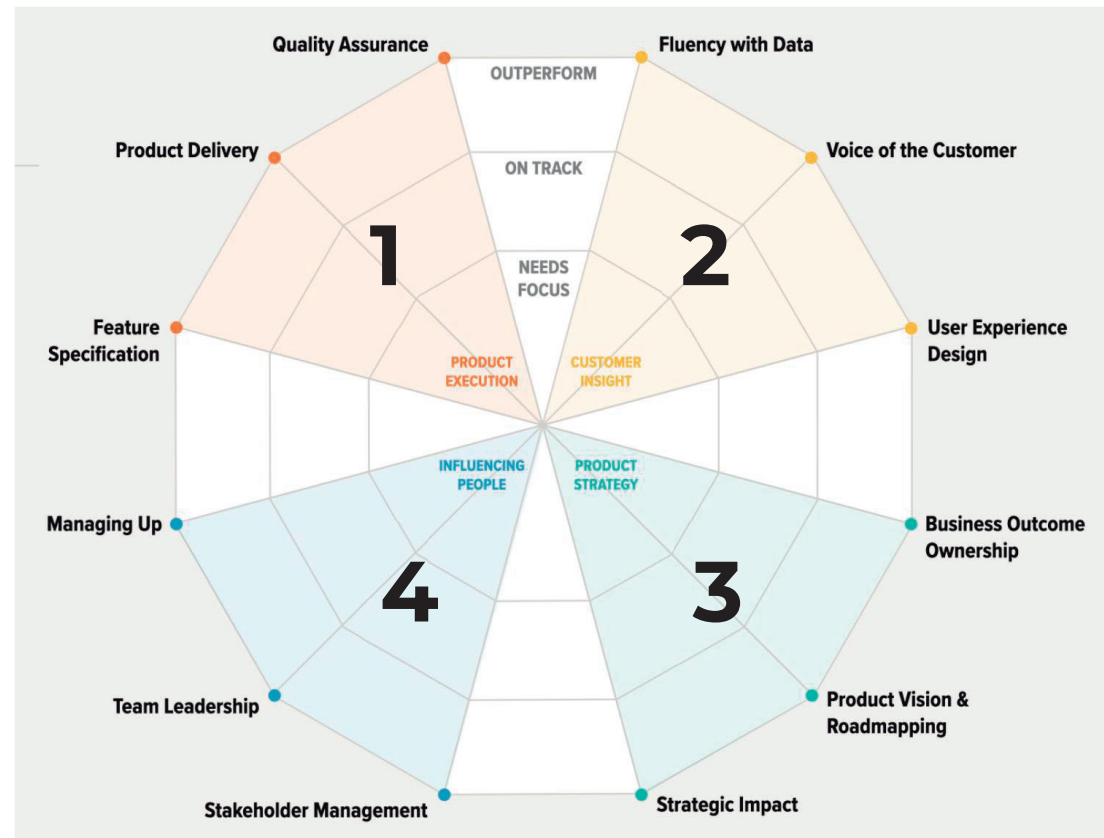 Quality Assurance
Fluency with Data
OUTPERFORM
Product Delivery
Voice of the Customer
ON TRACK
1
2
NEEDS
FOCUS
Feature
Specification
User Experience
Design
PRODUCT
EXECUTION
CUSTOMER
INSIGHT
INFLUENCING
PEOPLE
PRODUCT
STRATEGY
Managing Up
Business Outcome
Ownership
4
3
Team Leadership
Product Vision &
Roadmapping
Stakeholder Management
Strategic Impact